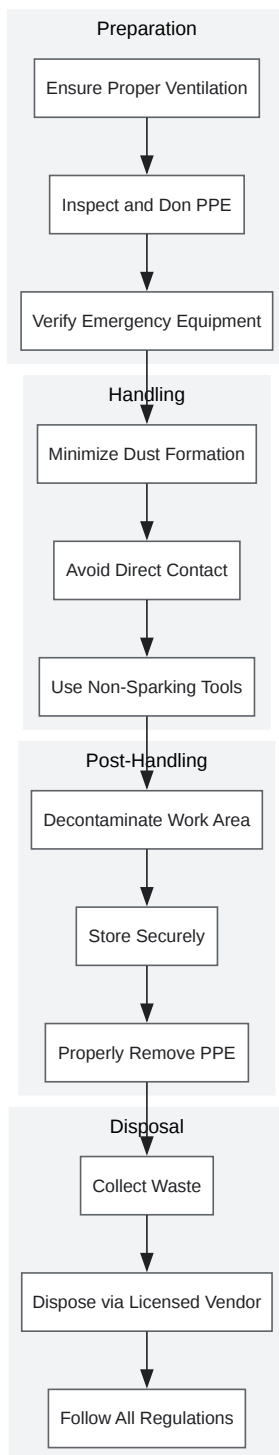 Preparation
Ensure Proper Ventilation
Inspect and Don PPE
Verify Emergency Equipment
Handling
Minimize Dust Formation
Avoid Direct Contact
Use Non-Sparking Tools
Post-Handling
Decontaminate Work Area
Store Securely
Properly Remove PPE
Disposal
Collect Waste
Dispose via Licensed Vendor
Follow All Regulations